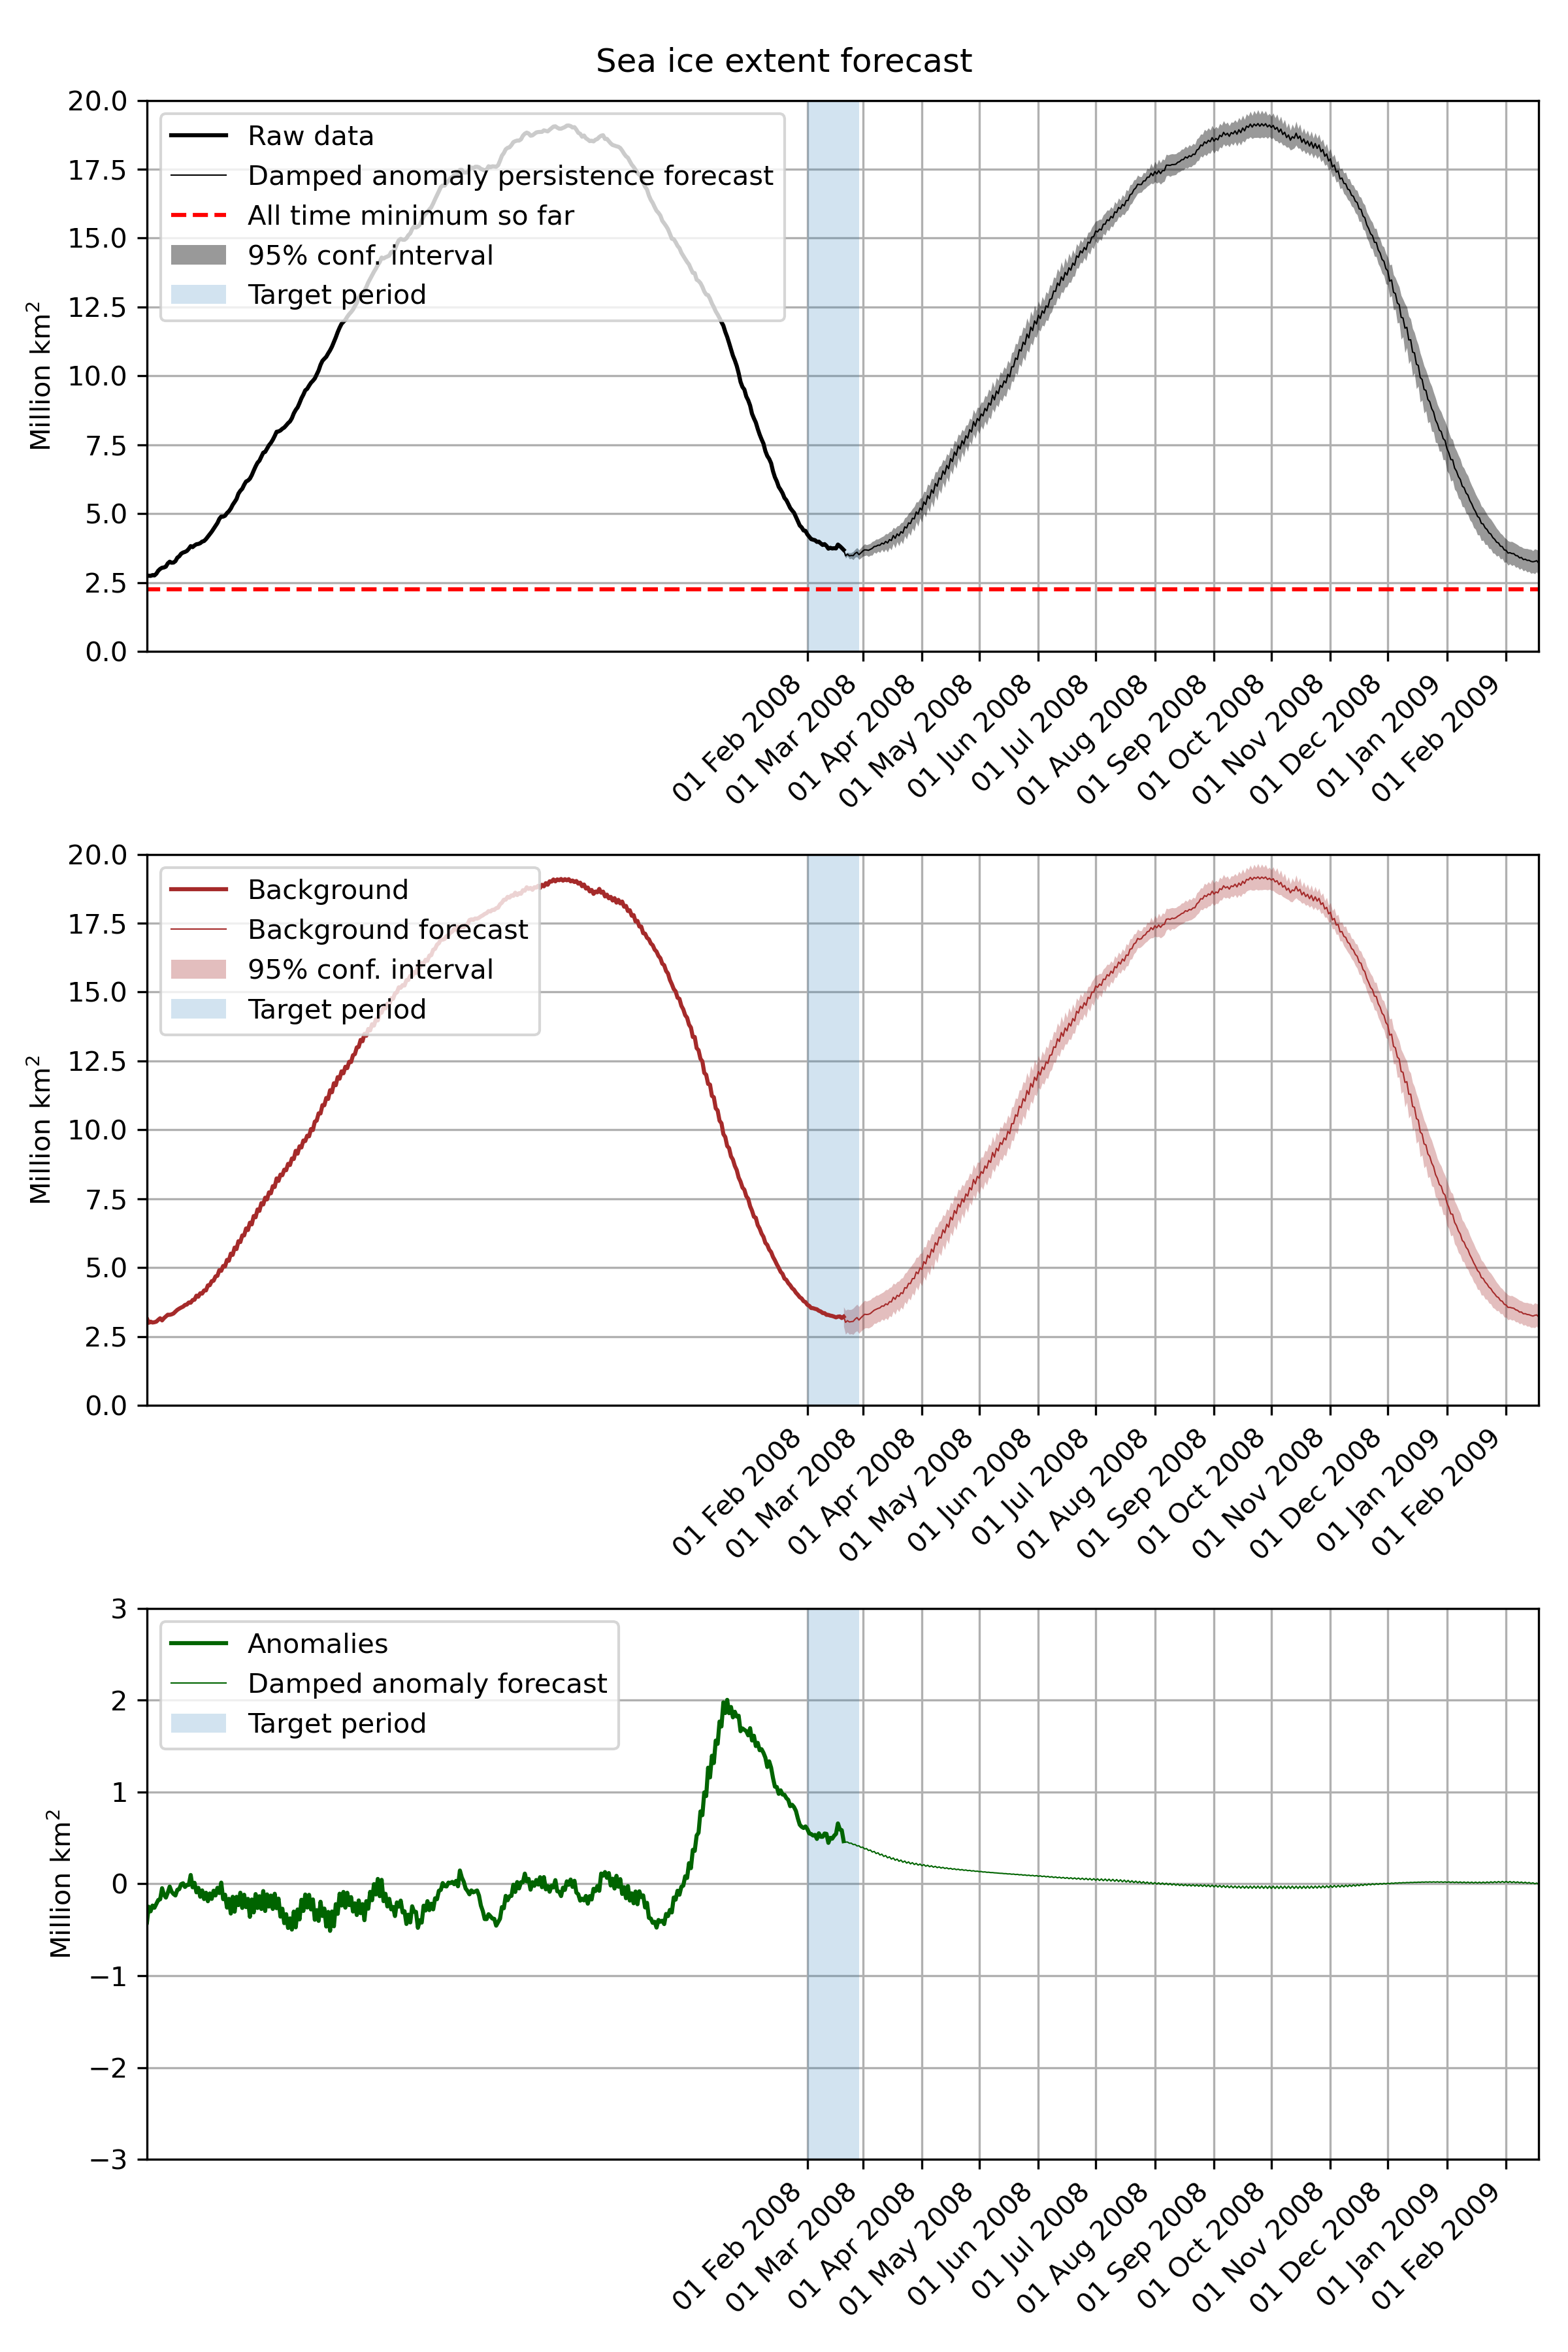 Sea ice extent forecast
20.0
17.5
15.0
12.5
10.0
7.5
5.0
2.5
0.0
Million km²
Raw data
Damped anomaly persistence forecast
All time minimum so far
95% conf. interval
Target period
01 Feb 2008
01 Mar 2008
01 Apr 2008
01 May 2008
01 Jun 2008
01 Jul 2008
01 Aug 2008
01 Sep 2008
01 Oct 2008
01 Nov 2008
01 Dec 2008
01 Jan 2009
01 Feb 2009
20.0
17.5
15.0
12.5
10.0
7.5
5.0
2.5
0.0
Million km²
Background
Background forecast
95% conf. interval
Target period
01 Feb 2008
01 Mar 2008
01 Apr 2008
01 May 2008
01 Jun 2008
01 Jul 2008
01 Aug 2008
01 Sep 2008
01 Oct 2008
01 Nov 2008
01 Dec 2008
01 Jan 2009
01 Feb 2009
3
2
1
0
−1
−2
−3
Million km²
Anomalies
Damped anomaly forecast
Target period
01 Feb 2008
01 Mar 2008
01 Apr 2008
01 May 2008
01 Jun 2008
01 Jul 2008
01 Aug 2008
01 Sep 2008
01 Oct 2008
01 Nov 2008
01 Dec 2008
01 Jan 2009
01 Feb 2009